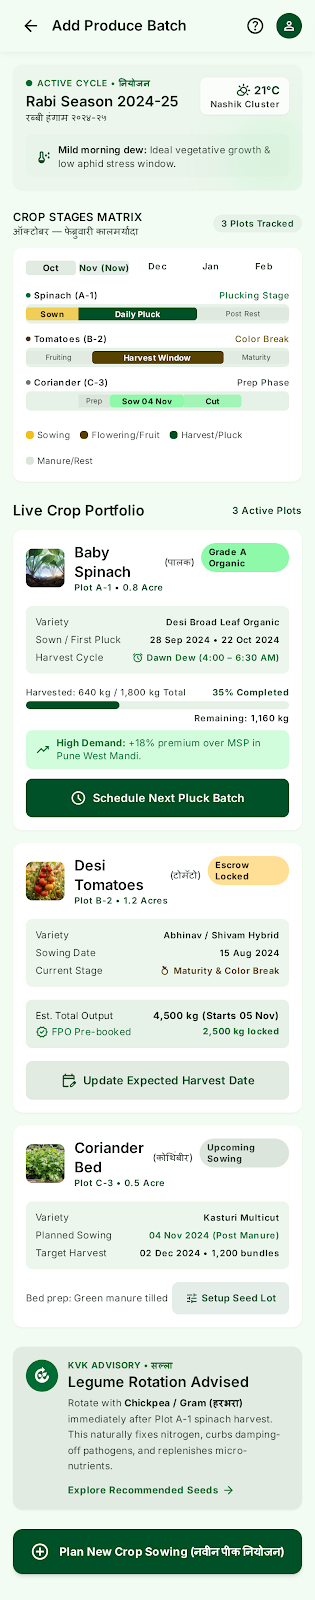 Add Produce Batch
ACTIVE CYCLE • नियोजन
Rabi Season 2024-25
रब्बी हंगाम २०२४-२५
21°C
Nashik Cluster
Mild morning dew: Ideal vegetative growth &
low aphid stress window.
CROP STAGES MATRIX
ऑक्टोबर — फेब्रुवारी कालमर्यादा
3 Plots Tracked
Oct Nov (Now) Dec Jan Feb
Spinach (A-1) Plucking Stage
Sown Daily Pluck Post Rest
Tomatoes (B-2) Color Break
Fruiting Harvest Window Maturity
Coriander (C-3) Prep Phase
Prep Sow 04 Nov Cut
Sowing Flowering/Fruit Harvest/Pluck
Manure/Rest
Live Crop Portfolio 3 Active Plots
Baby
Spinach
(पालक)
Grade A
Organic
Plot A-1 • 0.8 Acre
Variety Desi Broad Leaf Organic
Sown / First Pluck 28 Sep 2024 • 22 Oct 2024
Harvest Cycle Dawn Dew (4:00 – 6:30 AM)
Harvested: 640 kg / 1,800 kg Total 35% Completed
Remaining: 1,160 kg
High Demand: +18% premium over MSP in
Pune West Mandi.
Schedule Next Pluck Batch
Desi
Tomatoes
(टोमॅटो)
Escrow
Locked
Plot B-2 • 1.2 Acres
Variety Abhinav / Shivam Hybrid
Sowing Date 15 Aug 2024
Current Stage Maturity & Color Break
Est. Total Output 4,500 kg (Starts 05 Nov)
FPO Pre-booked 2,500 kg locked
Update Expected Harvest Date
Coriander
Bed
(कोथिंबीर)
Upcoming
Sowing
Plot C-3 • 0.5 Acre
Variety Kasturi Multicut
Planned Sowing 04 Nov 2024 (Post Manure)
Target Harvest 02 Dec 2024 • 1,200 bundles
Bed prep: Green manure tilled Setup Seed Lot
KVK ADVISORY • सल्ला
Legume Rotation Advised
Rotate with Chickpea / Gram (हरभरा)
immediately after Plot A-1 spinach harvest.
This naturally fixes nitrogen, curbs damping-
off pathogens, and replenishes micro-
nutrients.
Explore Recommended Seeds →
Plan New Crop Sowing (नवीन पीक नियोजन)